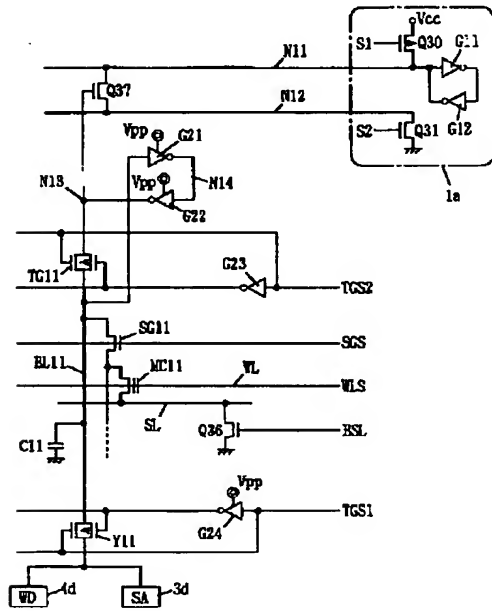 Vcc
S1
Q30
G11
N11
Q37
N12
G12
S2
Q31
1a
Vpp
G21
N13
Vpp
N14
G22
TG11
G23
TGS2
SG11
SGS
BL11
MC11
WL
WLS
SL
Q36
BSL
C11
Vpp
TGS1
G24
Y11
WD
4d
SA
3d